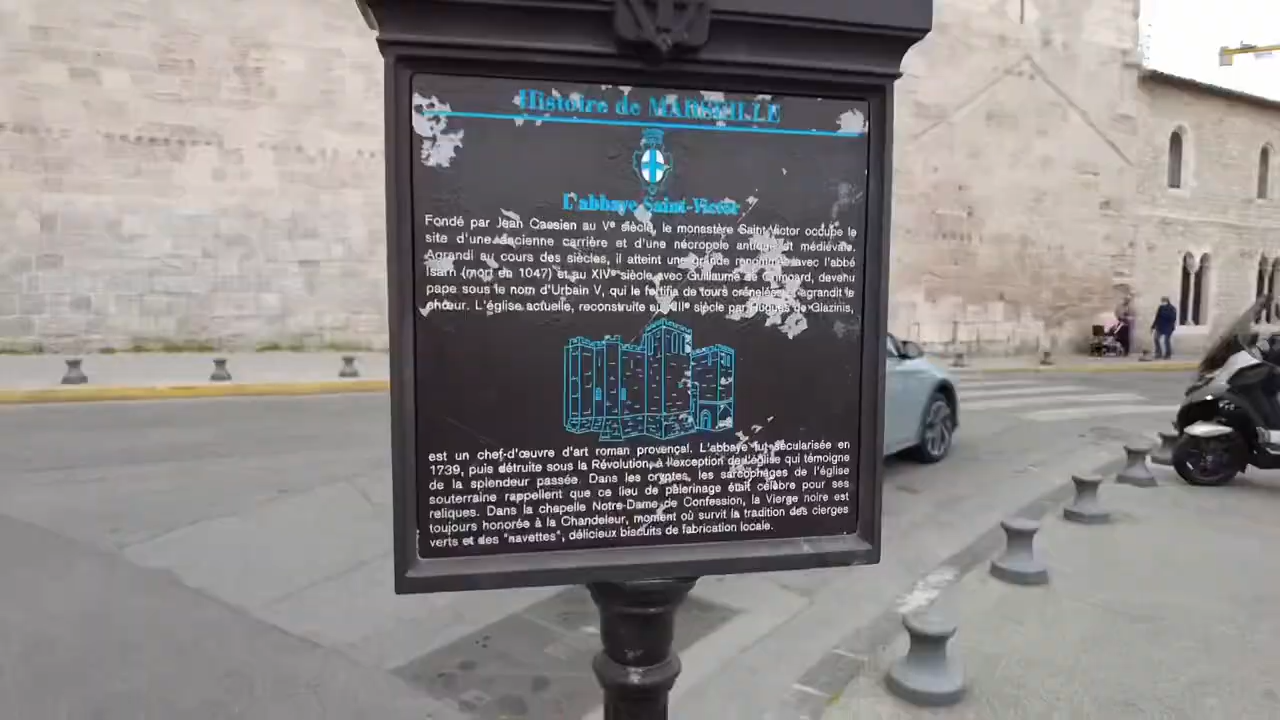 Histoire de MARSEILLE
L'abbaye Saint-Victor
Fondé par Jean Cassien au Ve siècle, le monastère Saint-Victor occupe le
site d'une ancienne carrière et d'une nécropole antique et médiévale.
Agrandi au cours des siècles, il atteint une grande renommée avec l'abbé
Isarn (mort en 1047) et au XIVe siècle avec Guillaume de Grimoard, devenu
pape sous le nom d'Urbain V, qui le fortifia de tours crénelées et agrandit le
chœur. L'église actuelle, reconstruite au siècle par Hugues de Glazinis,
est un chef-d'œuvre d'art roman provençal. L'abbaye fut sécularisée en
1739, puis détruite sous la Révolution, à l'exception de l'église qui témoigne
de la splendeur passée. Dans les cryptes, les sarcophages de l'église
souterraine rappellent que ce lieu de pèlerinage était célèbre pour ses
reliques. Dans la chapelle Notre-Dame de Confession, la Vierge noire est
toujours honorée à la Chandeleur, moment où survit la tradition des cierges
verts et des "navettes", délicieux biscuits de fabrication locale.